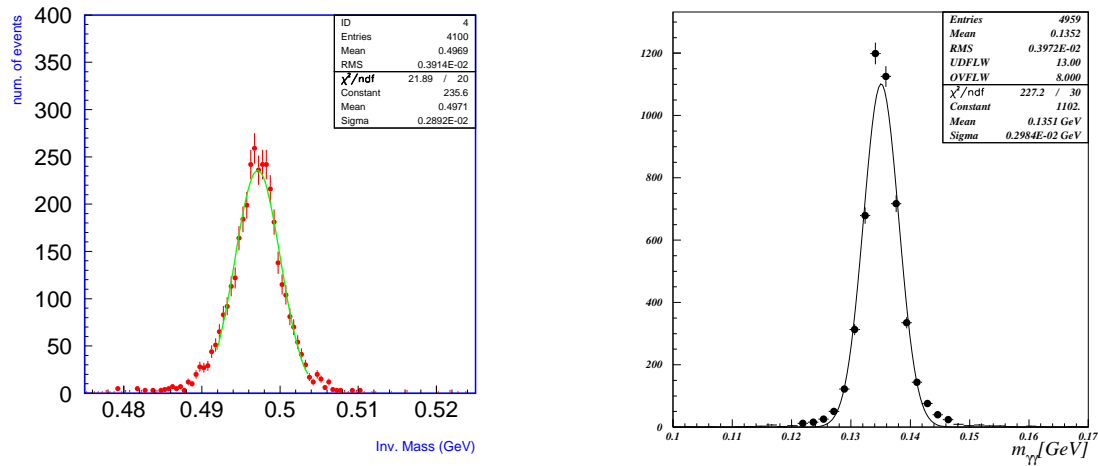 num. of events
400
350
300
250
200
150
100
50
0
0.48 0.49 0.5 0.51 0.52
Inv. Mass (GeV)
ID 4
Entries 4100
Mean 0.4969
RMS 0.3914E-02
χ²/ndf 21.89 / 20
Constant 235.6
Mean 0.4971
Sigma 0.2892E-02
1200
1000
800
600
400
200
0
0.1 0.11 0.12 0.13 0.14 0.15 0.16 0.17
mγγ[GeV]
Entries 4959
Mean 0.1352
RMS 0.3972E-02
UDFLW 13.00
OVFLW 8.000
χ²/ndf 227.2 / 30
Constant 1102.
Mean 0.1351 GeV
Sigma 0.2984E-02 GeV